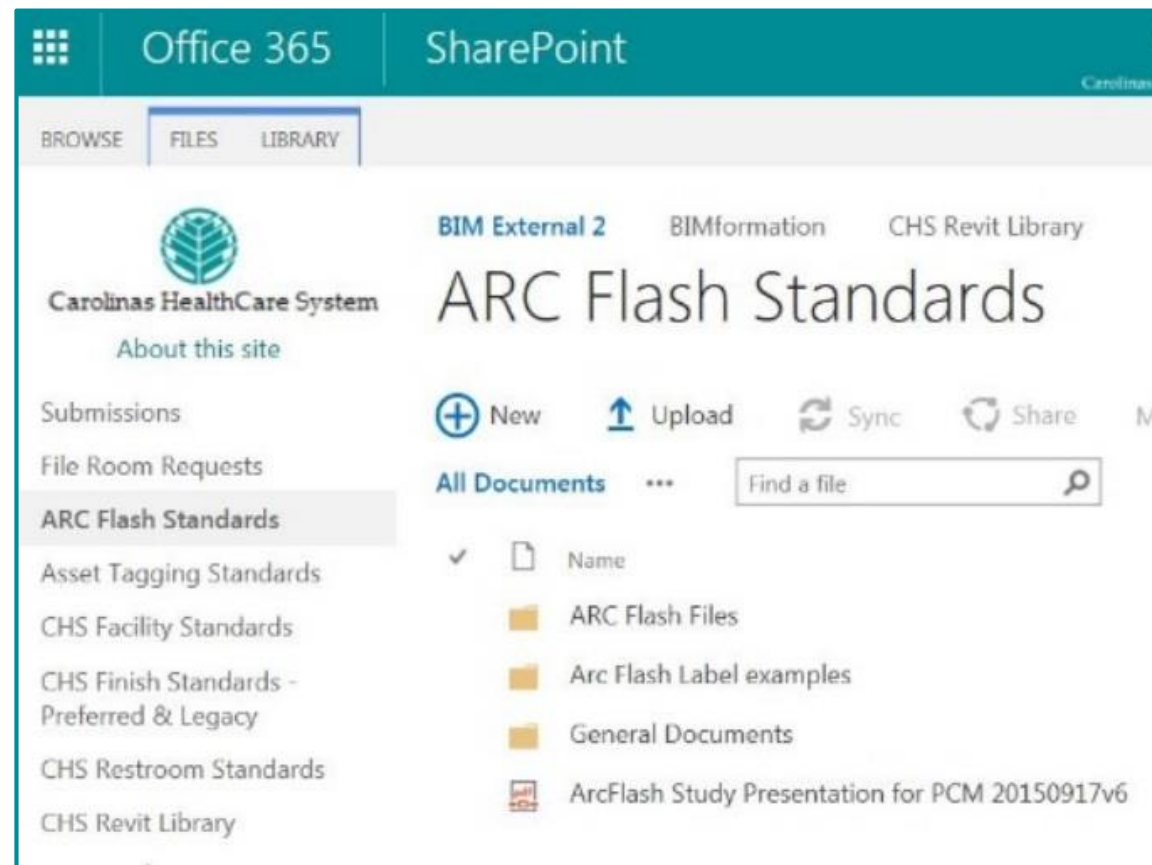 Office 365
SharePoint
Carolinas
BROWSE
FILES
LIBRARY
Carolinas HealthCare System
About this site
Submissions
File Room Requests
ARC Flash Standards
Asset Tagging Standards
CHS Facility Standards
CHS Finish Standards -
Preferred & Legacy
CHS Restroom Standards
CHS Revit Library
BIM External 2
BIMformation
CHS Revit Library
ARC Flash Standards
New
Upload
Sync
Share
M
All Documents
Find a file
Name
ARC Flash Files
Arc Flash Label examples
General Documents
pdf
ArcFlash Study Presentation for PCM 20150917v6